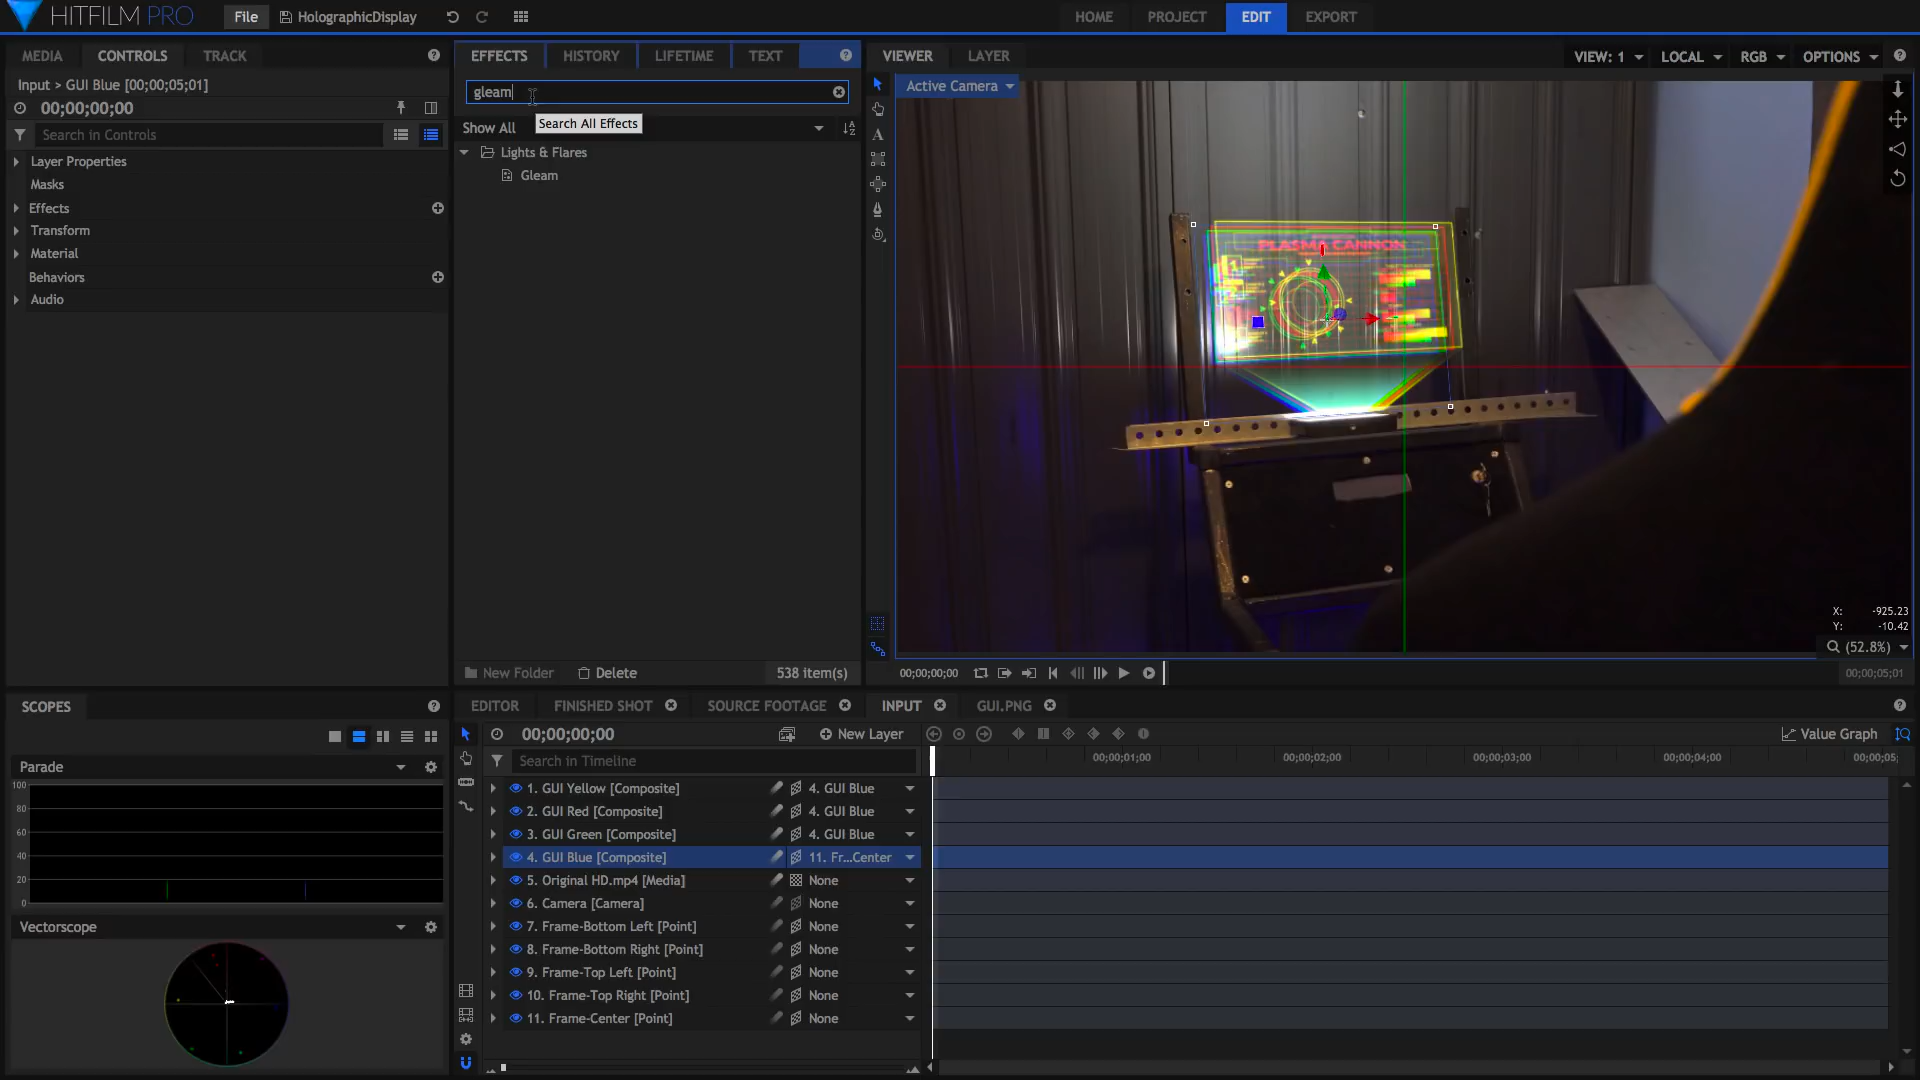 HITFILM PRO
File
HolographicDisplay
HOME
PROJECT
EDIT
EXPORT
MEDIA
CONTROLS
TRACK
Input > GUI Blue [00;00;05;01]
00;00;00;00
Search in Controls
Layer Properties
Masks
Effects
Transform
Material
Behaviors
Audio
EFFECTS
HISTORY
LIFETIME
TEXT
gleam
Search All Effects
Show All
Lights & Flares
Gleam
New Folder
Delete
538 item(s)
VIEWER
LAYER
VIEW: 1
LOCAL
RGB
OPTIONS
Active Camera
PLASMA CANNON
X: -925.23
Y: -10.42
(52.8%)
00;00;00;00
00;00;05;01
SCOPES
Parade
100
80
60
40
20
0
Vectorscope
EDITOR
FINISHED SHOT
SOURCE FOOTAGE
INPUT
GUI.PNG
00;00;00;00
New Layer
Value Graph
Search in Timeline
00;00;01;00
00;00;02;00
00;00;03;00
00;00;04;00
00;00;05;
1. GUI Yellow [Composite] 4. GUI Blue
2. GUI Red [Composite] 4. GUI Blue
3. GUI Green [Composite] 4. GUI Blue
4. GUI Blue [Composite] 11. Fr...Center
5. Original HD.mp4 [Media] None
6. Camera [Camera] None
7. Frame-Bottom Left [Point] None
8. Frame-Bottom Right [Point] None
9. Frame-Top Left [Point] None
10. Frame-Top Right [Point] None
11. Frame-Center [Point] None